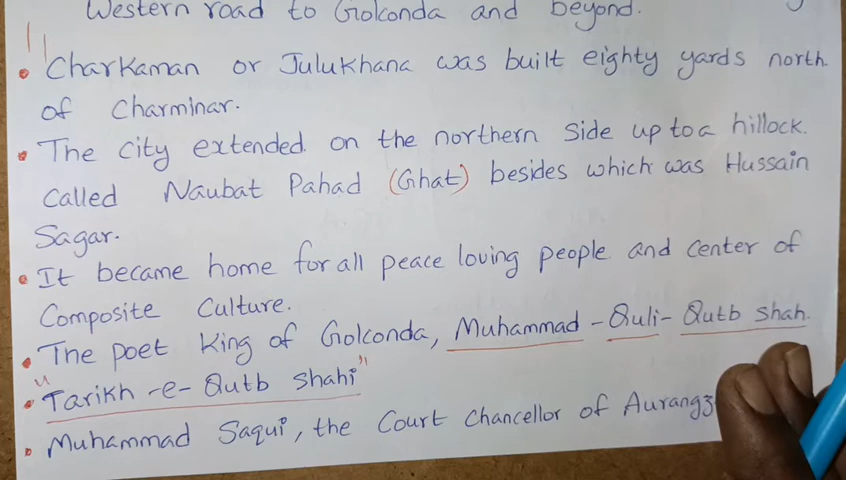 Western road to Golconda and beyond.
• Charkaman or Julukhana was built eighty yards north
of Charminar.
• The city extended on the northern side up to a hillock.
called Naubat Pahad (Ghat) besides which was Hussain
Sagar.
• It became home for all peace loving people and center of
Composite Culture.
• The poet King of Golconda, Muhammad - Quli - Qutb shah.
• "Tarikh - e - Qutb shahi"
• Muhammad Saqui, the Court Chancellor of Aurangz